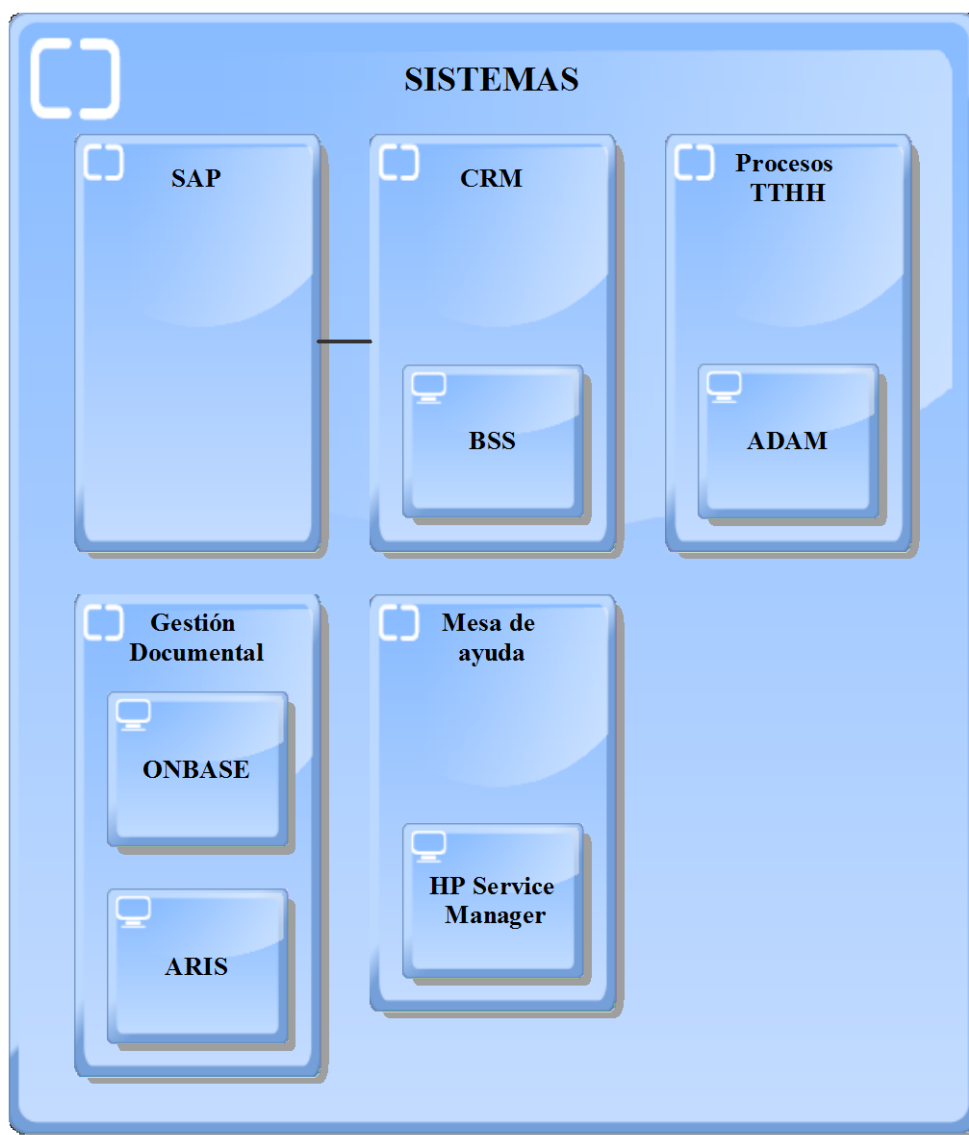 SISTEMAS
SAP
CRM
Procesos
TTHH
BSS
ADAM
Gestión
Documental
Mesa de
ayuda
ONBASE
HP Service
Manager
ARIS